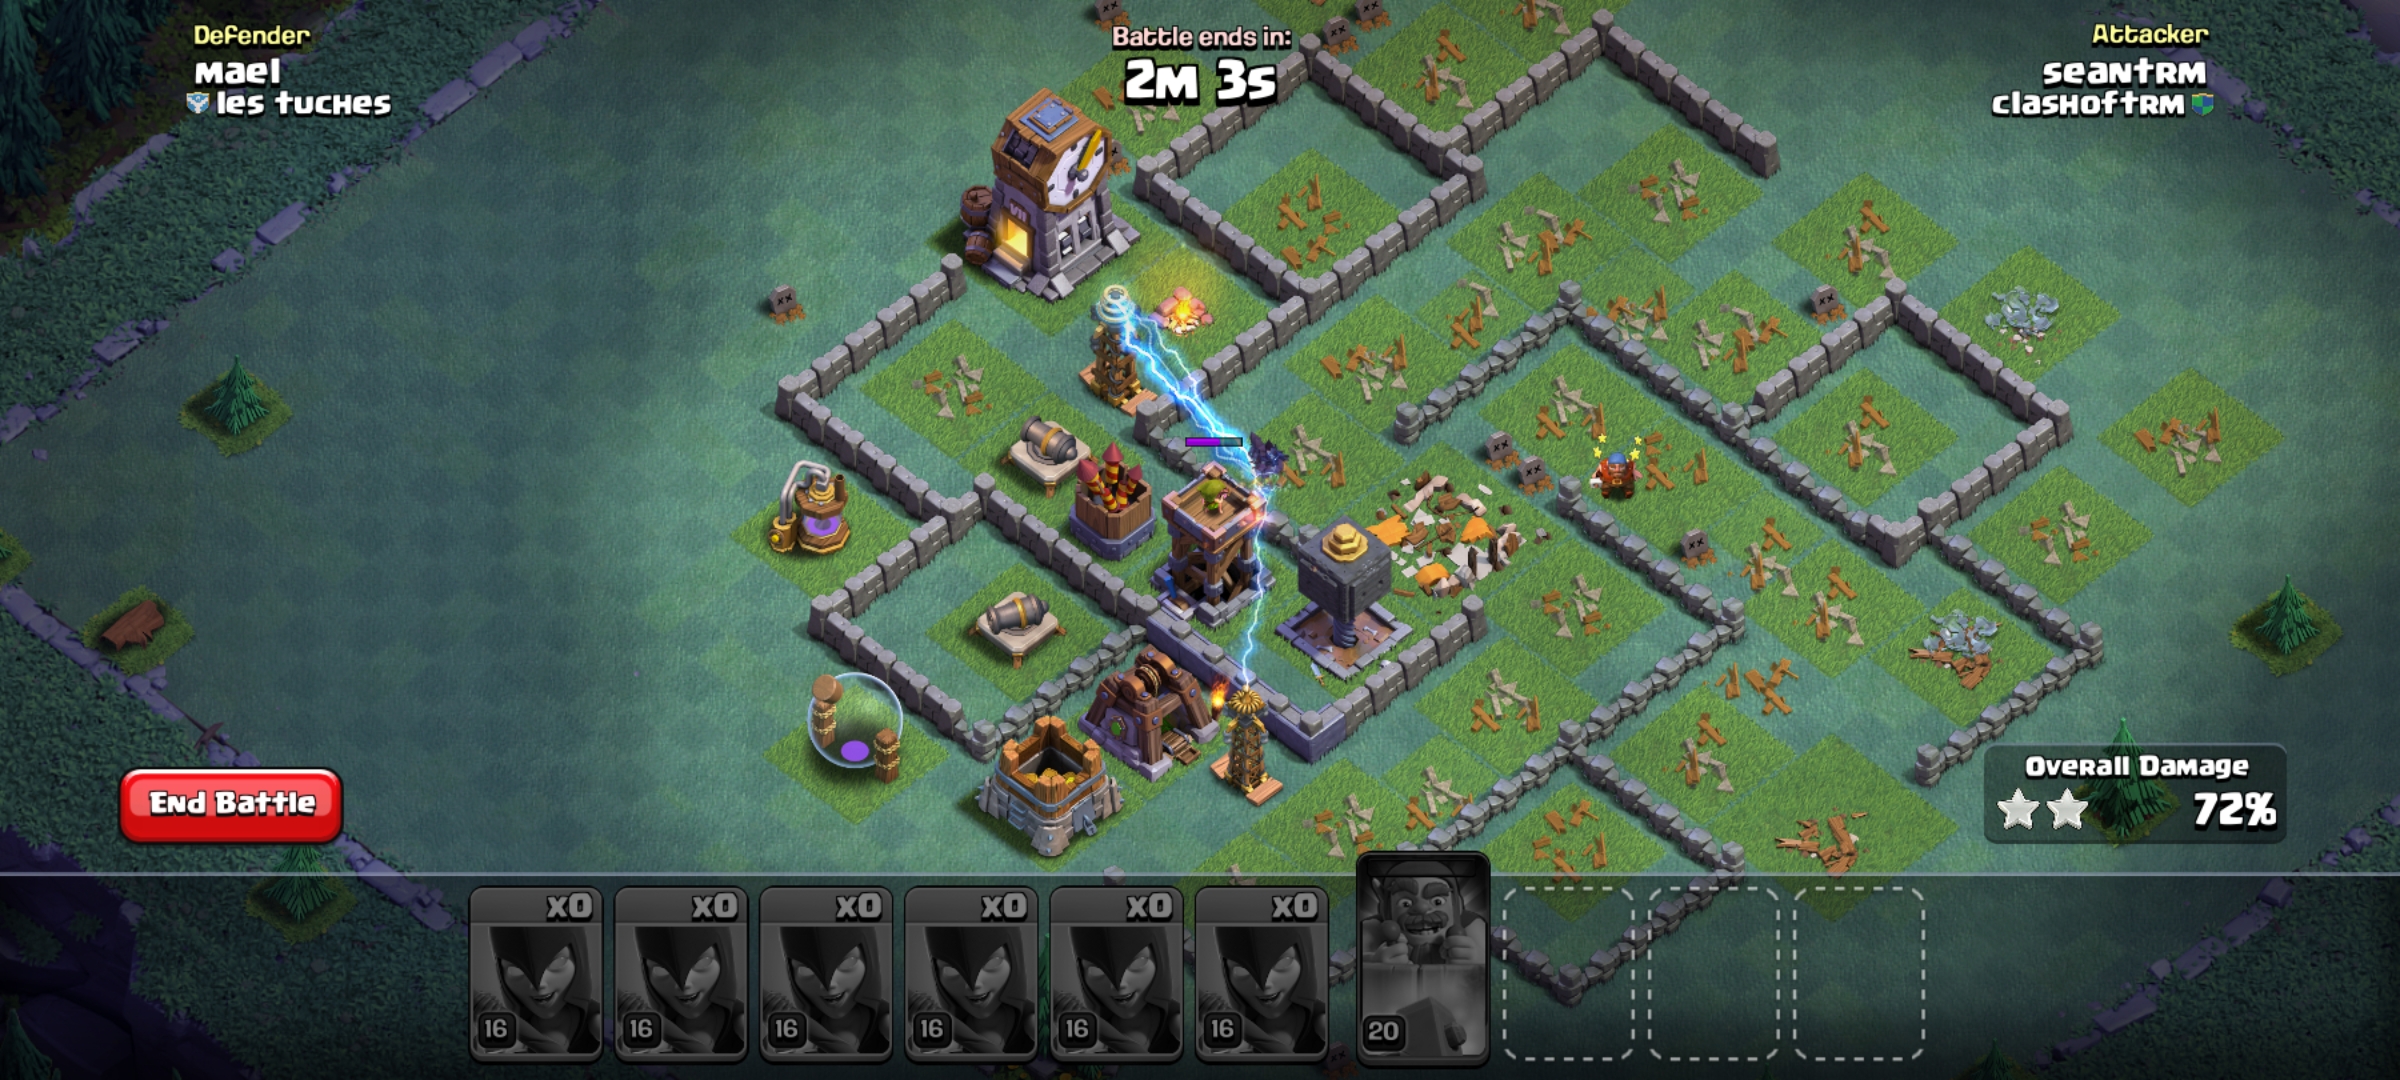 Defender
Mael
les tuches
Battle ends in:
2M 3s
Attacker
seantRM
clashoftRM
VII
End Battle
Overall Damage
72%
x0
x0
x0
x0
x0
x0
16
16
16
16
16
16
20